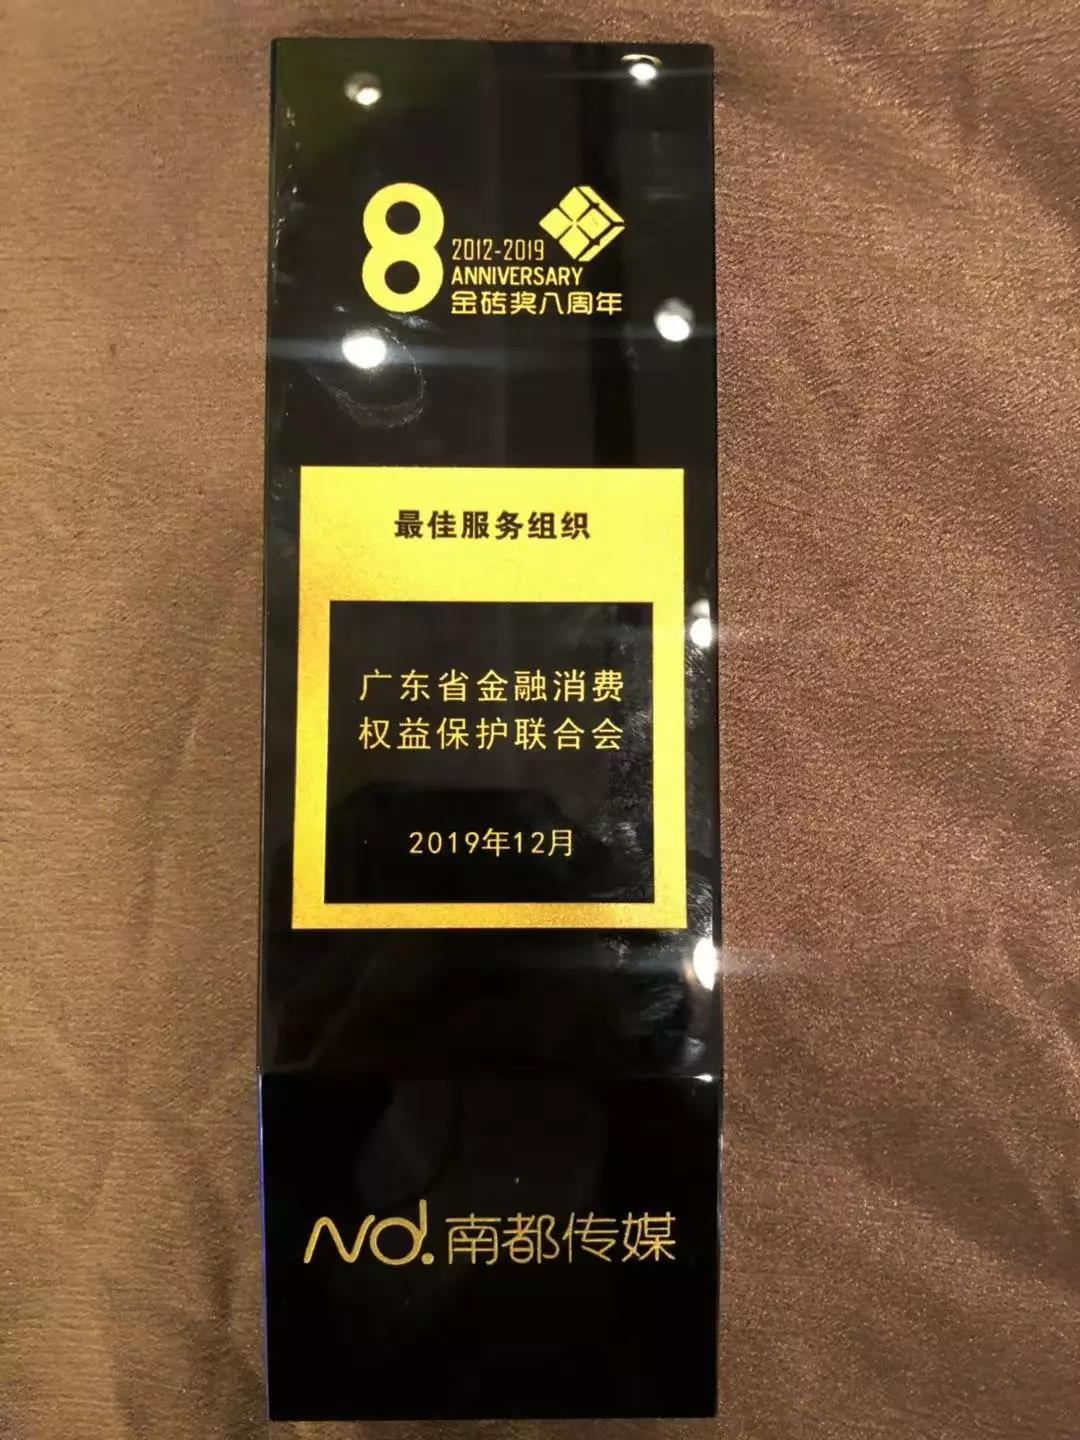 8
2012-2019
ANNIVERSARY
金砖奖八周年
最佳服务组织
广东省金融消费
权益保护联合会
2019年12月
Nd.南都传媒